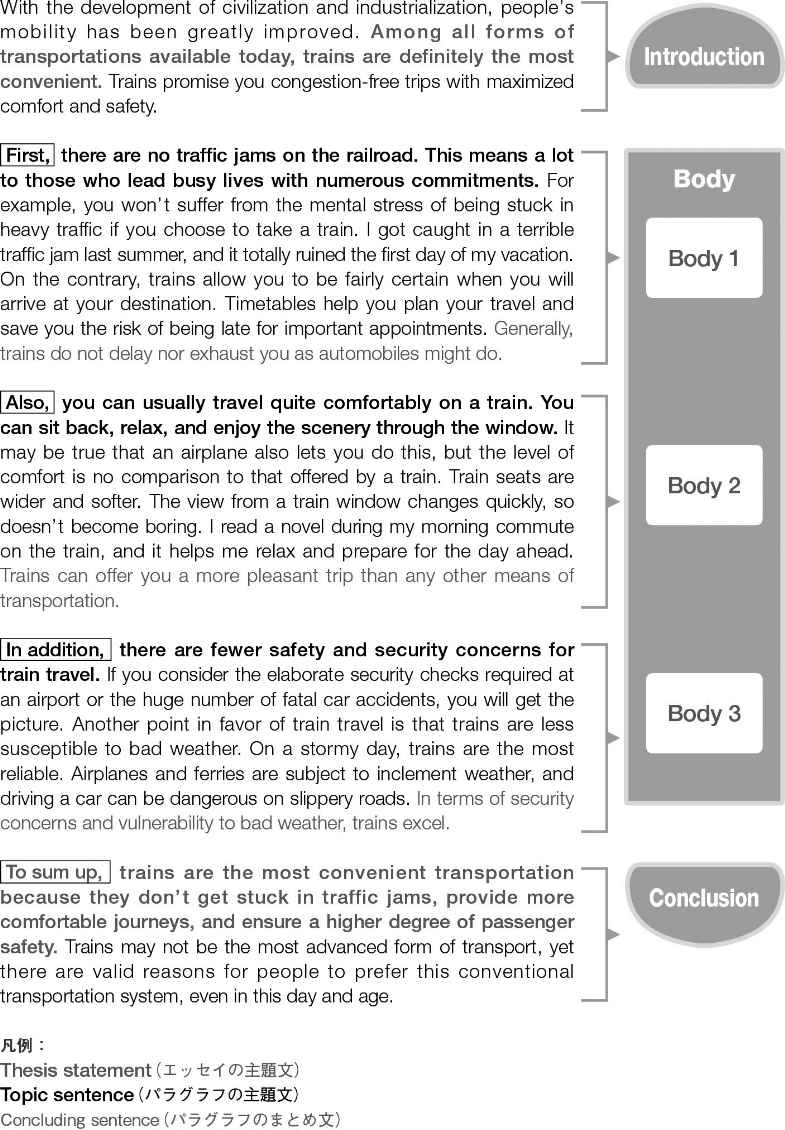 With the development of civilization and industrialization, people's
mobility has been greatly improved. Among all forms of
transportations available today, trains are definitely the most
convenient. Trains promise you congestion-free trips with maximized
comfort and safety.
Introduction
First, there are no traffic jams on the railroad. This means a lot
to those who lead busy lives with numerous commitments. For
example, you won't suffer from the mental stress of being stuck in
heavy traffic if you choose to take a train. I got caught in a terrible
traffic jam last summer, and it totally ruined the first day of my vacation.
On the contrary, trains allow you to be fairly certain when you will
arrive at your destination. Timetables help you plan your travel and
save you the risk of being late for important appointments. Generally,
trains do not delay nor exhaust you as automobiles might do.
Body
Body 1
Also, you can usually travel quite comfortably on a train. You
can sit back, relax, and enjoy the scenery through the window. It
may be true that an airplane also lets you do this, but the level of
comfort is no comparison to that offered by a train. Train seats are
wider and softer. The view from a train window changes quickly, so
doesn't become boring. I read a novel during my morning commute
on the train, and it helps me relax and prepare for the day ahead.
Trains can offer you a more pleasant trip than any other means of
transportation.
Body 2
In addition, there are fewer safety and security concerns for
train travel. If you consider the elaborate security checks required at
an airport or the huge number of fatal car accidents, you will get the
picture. Another point in favor of train travel is that trains are less
susceptible to bad weather. On a stormy day, trains are the most
reliable. Airplanes and ferries are subject to inclement weather, and
driving a car can be dangerous on slippery roads. In terms of security
concerns and vulnerability to bad weather, trains excel.
Body 3
To sum up, trains are the most convenient transportation
because they don't get stuck in traffic jams, provide more
comfortable journeys, and ensure a higher degree of passenger
safety. Trains may not be the most advanced form of transport, yet
there are valid reasons for people to prefer this conventional
transportation system, even in this day and age.
Conclusion
凡例：
Thesis statement（エッセイの主題文）
Topic sentence（パラグラフの主題文）
Concluding sentence（パラグラフのまとめ文）